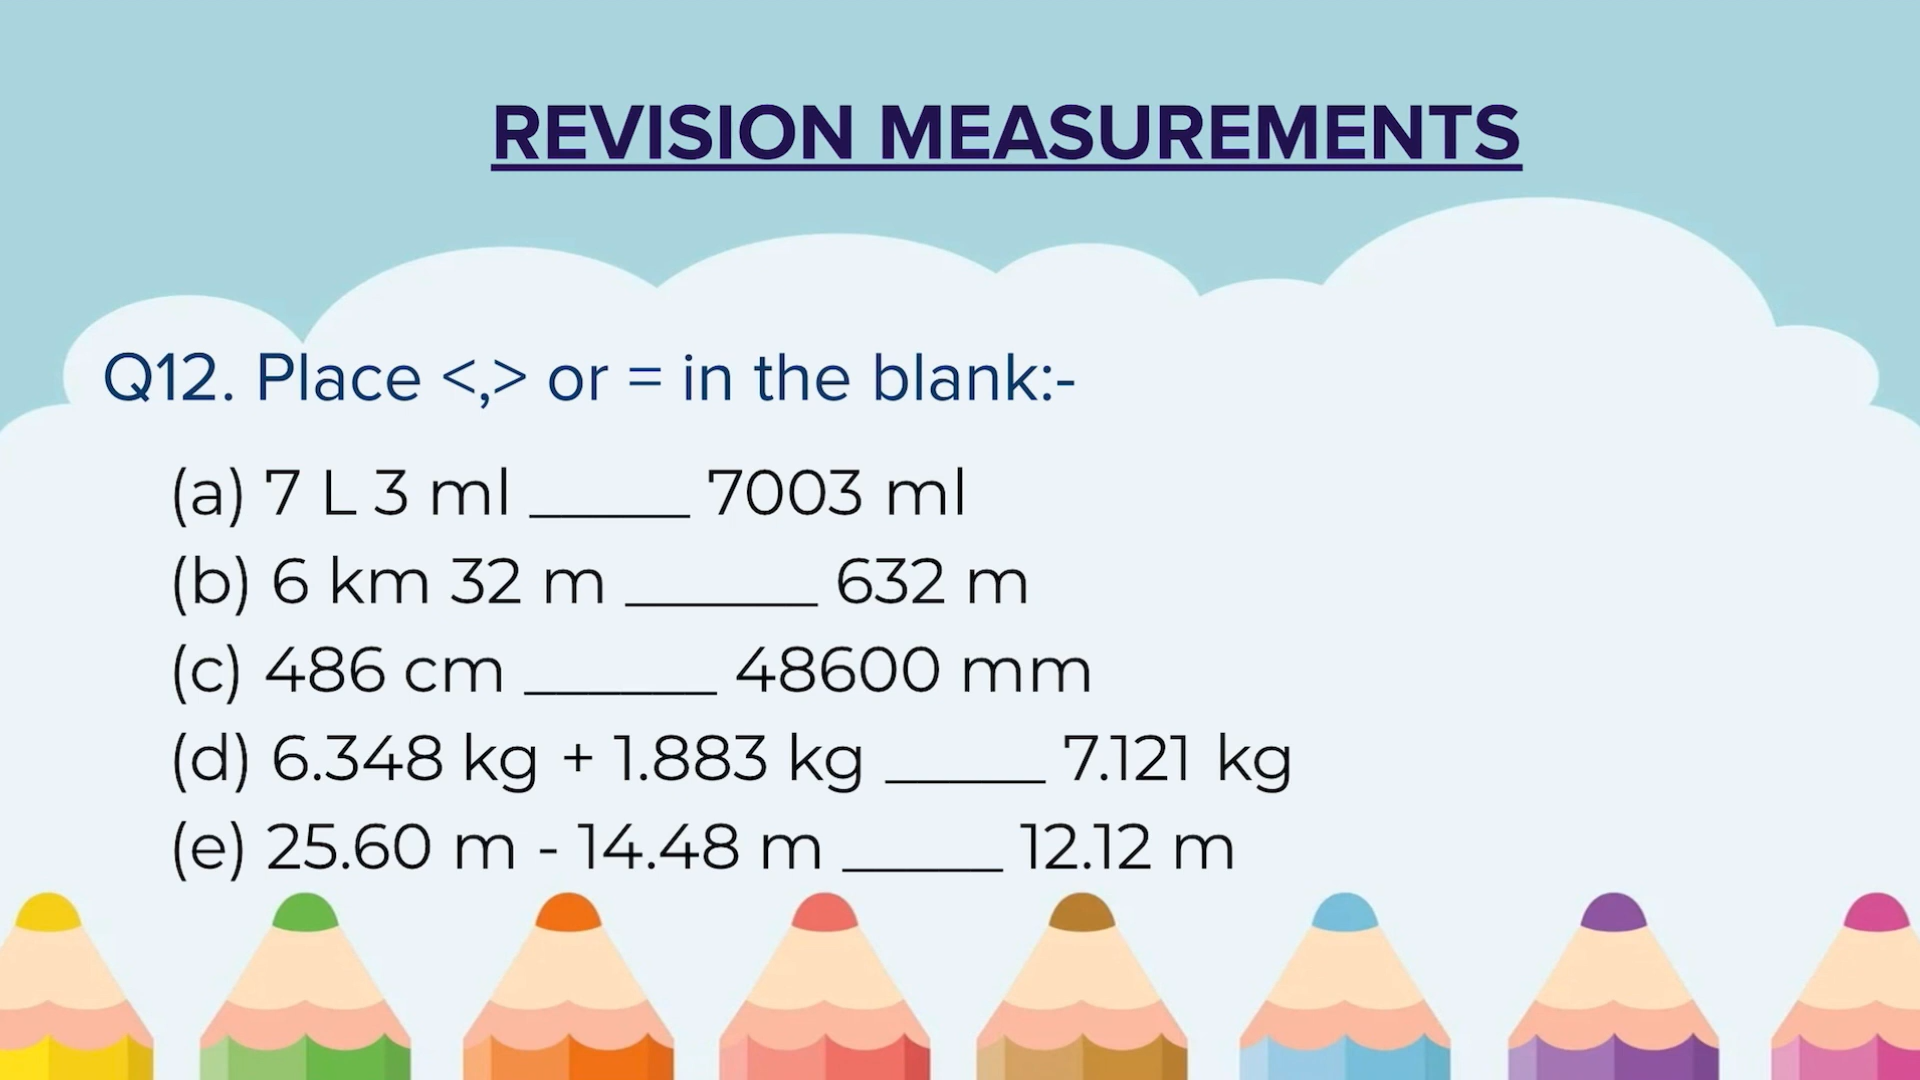 REVISION MEASUREMENTS
Q12. Place <,> or = in the blank:-
(a) 7 L 3 ml _____ 7003 ml
(b) 6 km 32 m ______ 632 m
(c) 486 cm ______ 48600 mm
(d) 6.348 kg + 1.883 kg _____ 7.121 kg
(e) 25.60 m - 14.48 m _____ 12.12 m